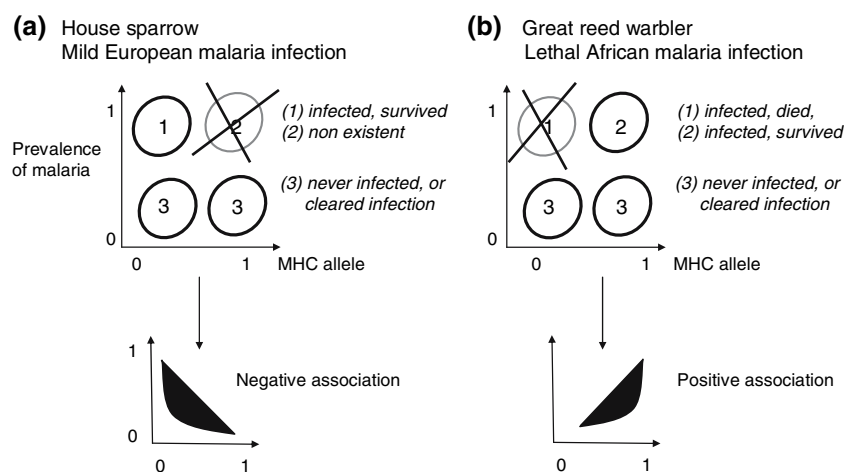 (a) House sparrow
Mild European malaria infection
1
Prevalence
of malaria
0
1
2
3
3
(1) infected, survived
(2) non existent
(3) never infected, or
cleared infection
0 1 MHC allele
1
0
0 1
Negative association
(b) Great reed warbler
Lethal African malaria infection
1
0
1
2
3
3
(1) infected, died,
(2) infected, survived
(3) never infected, or
cleared infection
0 1 MHC allele
0 1
Positive association